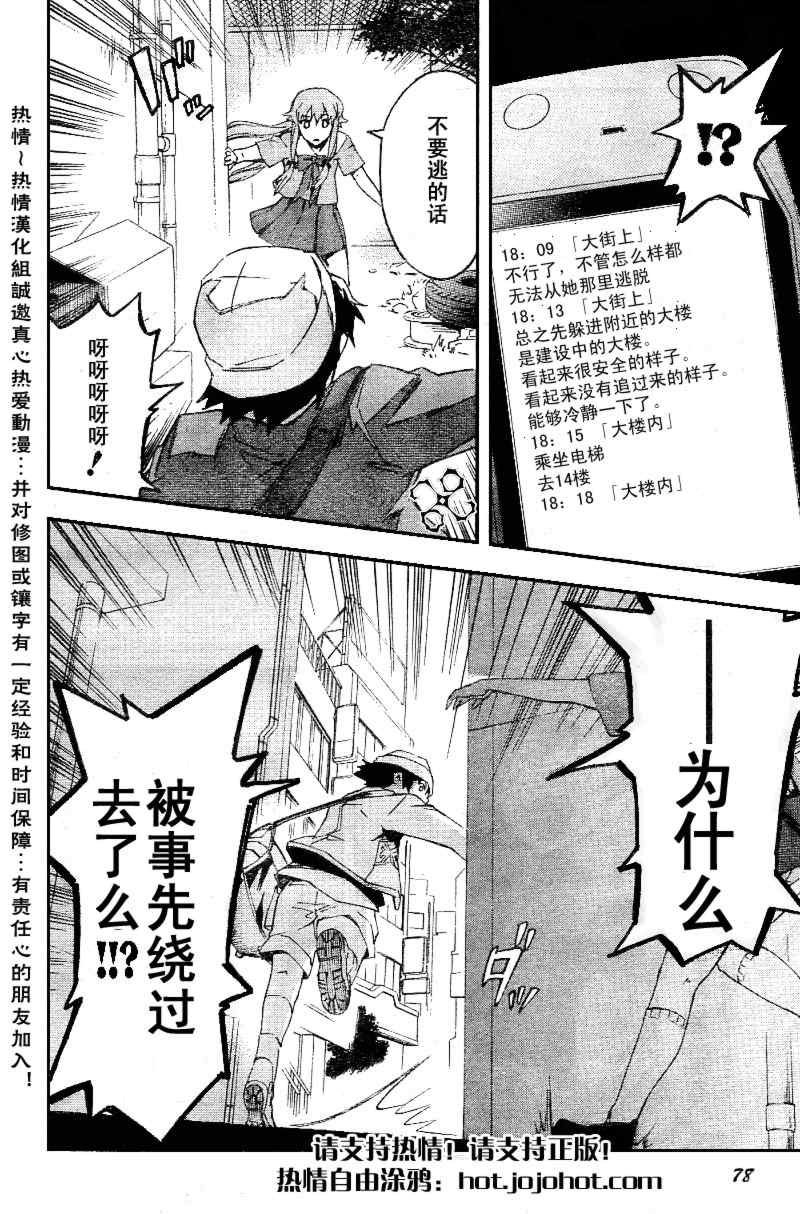 !!?
18：09 「大街上」
不行了，不管怎么样都
无法从她那里逃脱
18：13 「大街上」
总之先躲进附近的大楼
是建设中的大楼。
看起来很安全的样子。
看起来没有追过来的样子。
能够冷静一下了。
18：15 「大楼内」
乘坐电梯
去14楼
18：18 「大楼内」
不要逃的话
呀呀呀呀呀！
——为什么
被事先绕过
去了么!!?
热情~热情漢化組誠邀真心热爱動漫…并对修图或镶字有一定经验和时间保障…有责任心的朋友加入！
请支持热情！请支持正版！
热情自由涂鸦：hot.jojohot.com
78